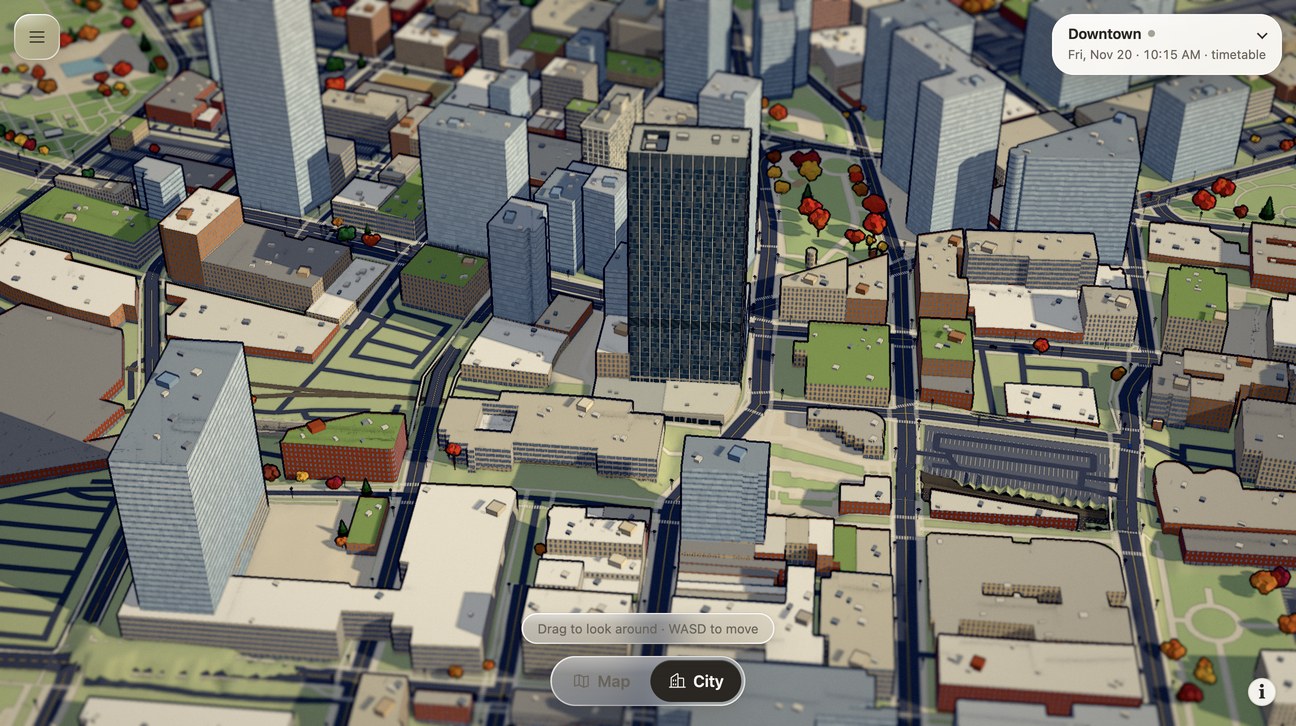 Downtown
Fri, Nov 20 · 10:15 AM · timetable
Drag to look around · WASD to move
Map
City
i